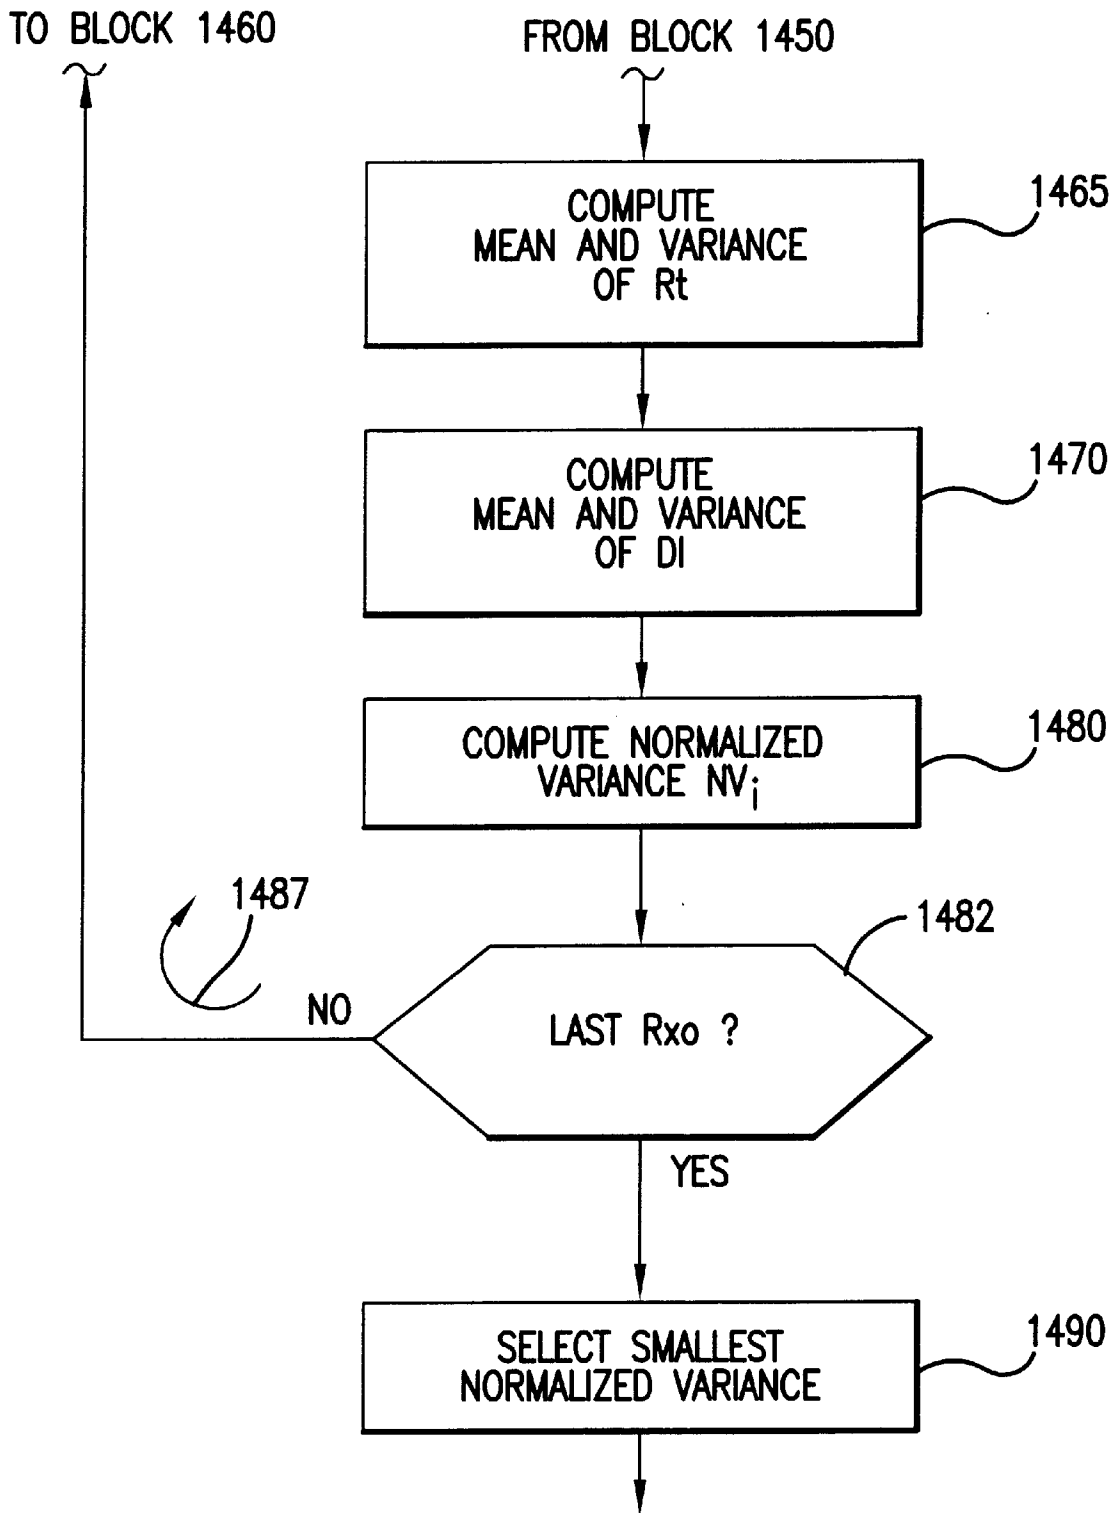 TO BLOCK 1460
FROM BLOCK 1450
COMPUTE
MEAN AND VARIANCE
OF Rt
1465
COMPUTE
MEAN AND VARIANCE
OF DI
1470
COMPUTE NORMALIZED
VARIANCE NVi
1480
1487
1482
NO
LAST Rxo ?
YES
SELECT SMALLEST
NORMALIZED VARIANCE
1490